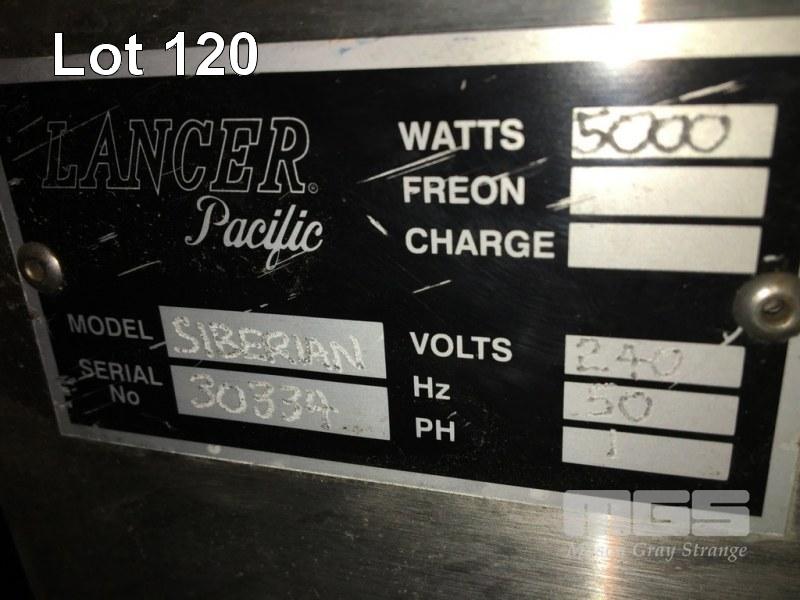 Lot 120
LANCER®
Pacific
WATTS 5000
FREON
CHARGE
MODEL SIBERIAN
SERIAL No 30334
VOLTS 240
Hz 50
PH 1
MGS
Mason Gray Strange